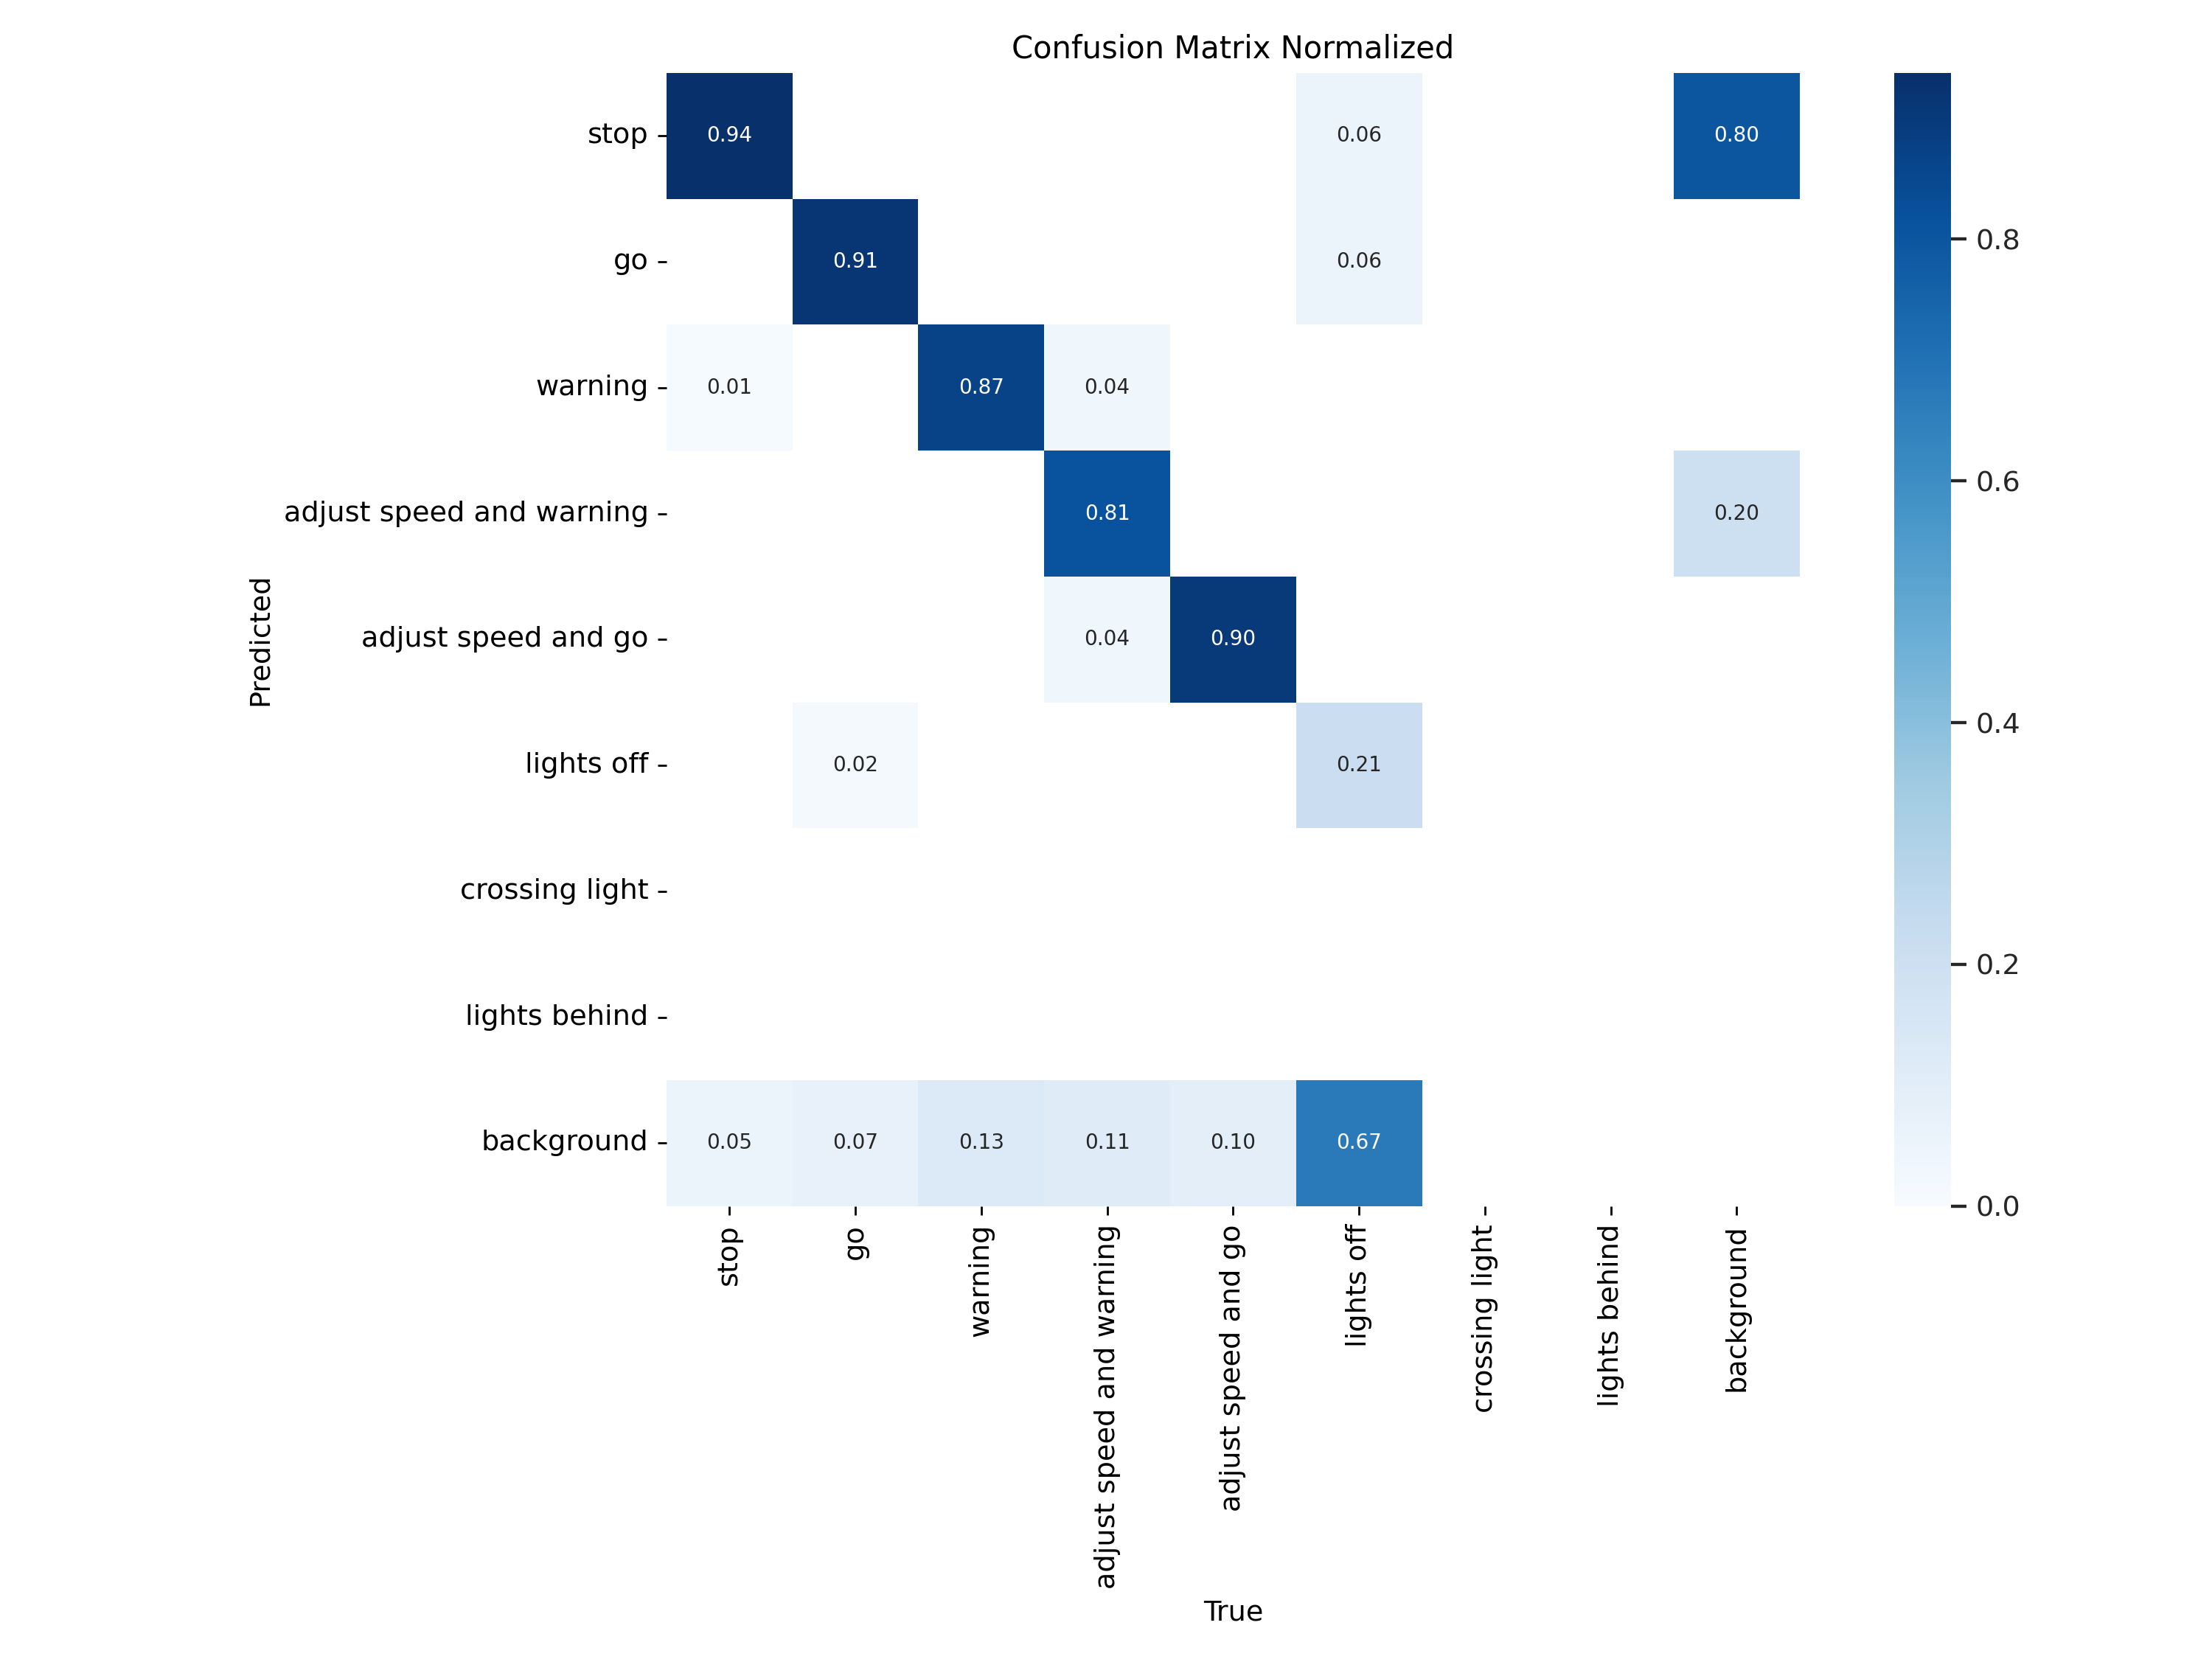 Confusion Matrix Normalized
stop 0.94 0.06 0.80
go 0.91 0.06
warning 0.01 0.87 0.04
adjust speed and warning 0.81 0.20
adjust speed and go 0.04 0.90
lights off 0.02 0.21
crossing light
lights behind
background 0.05 0.07 0.13 0.11 0.10 0.67
Predicted
stop
go
warning
adjust speed and warning
adjust speed and go
lights off
crossing light
lights behind
background
True
0.8
0.6
0.4
0.2
0.0